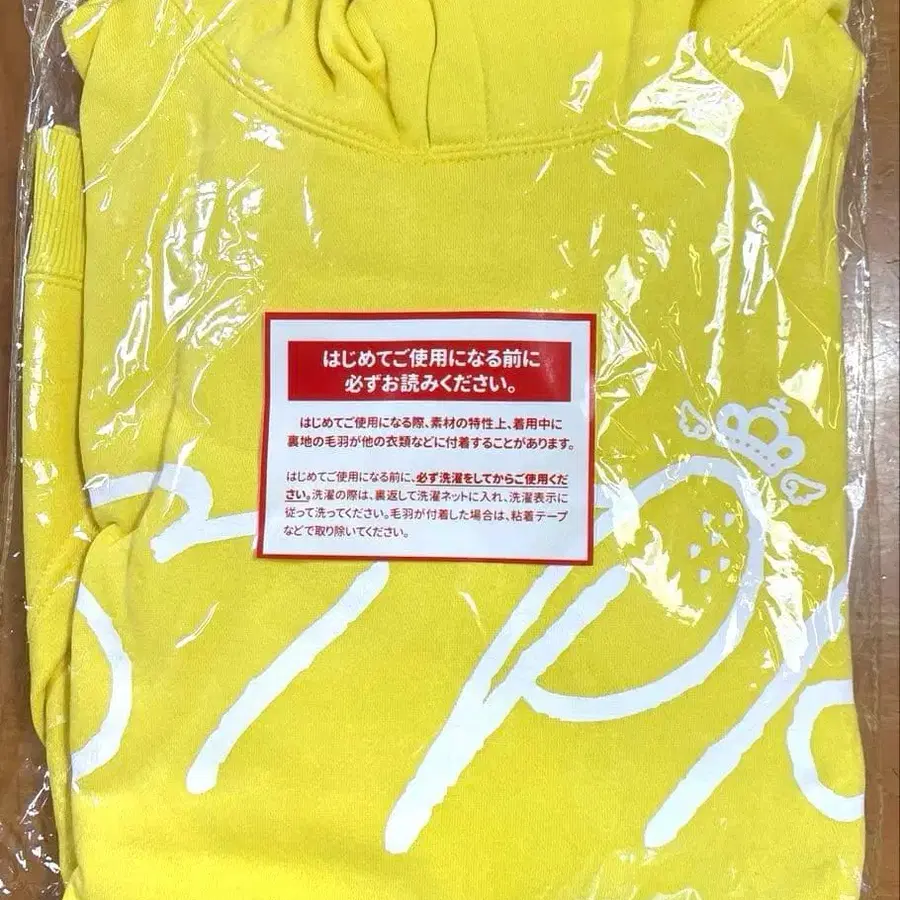 はじめてご使用になる前に
必ずお読みください。
はじめてご使用になる際、素材の特性上、着用中に
裏地の毛羽が他の衣類などに付着することがあります。
はじめてご使用になる前に、必ず洗濯をしてからご使用くだ
さい。洗濯の際は、裏返して洗濯ネットに入れ、洗濯表示に
従って洗ってください。毛羽が付着した場合は、粘着テープ
などで取り除いてください。